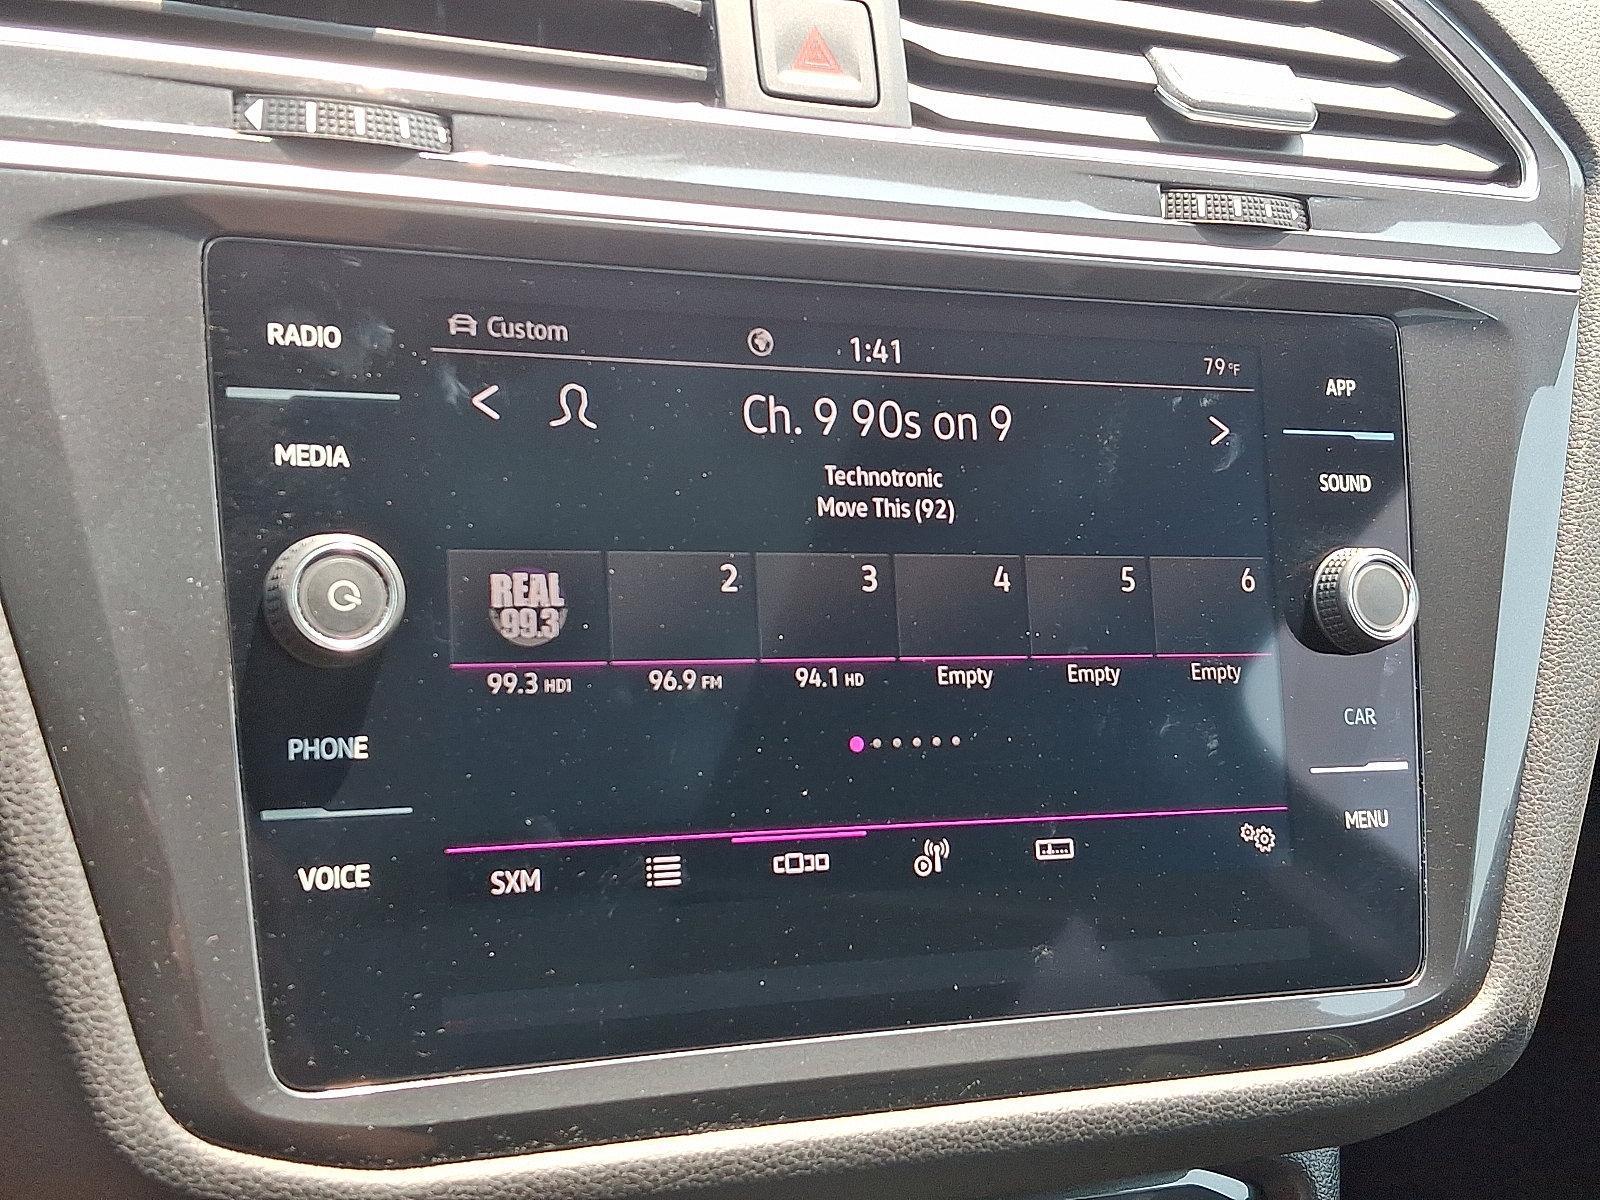 RADIO
MEDIA
PHONE
VOICE
Custom
1:41
79°F
Ch. 9 90s on 9
Technotronic
Move This (92)
REAL
99.3
2
3
4
5
6
99.3 HD1
96.9 FM
94.1 HD
Empty
Empty
Empty
SXM
APP
SOUND
CAR
MENU